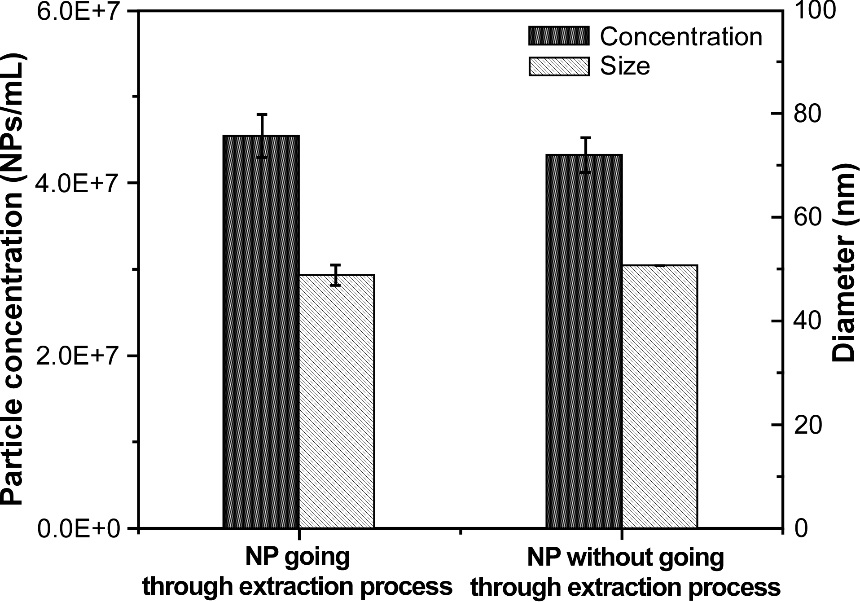 6.0E+7
4.0E+7
2.0E+7
0.0E+0
Particle concentration (NPs/mL)
Concentration
Size
100
80
60
40
20
0
Diameter (nm)
NP going
through extraction process
NP without going
through extraction process